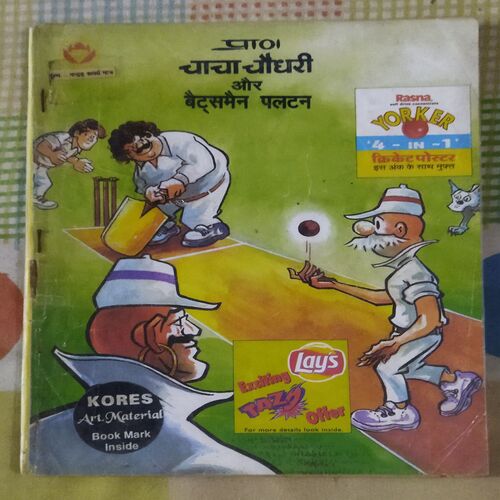 प्राण
चाचा चौधरी
और
बैट्समैन पलटन
Rasna
YORKER
4 - IN - 1
क्रिकेट पोस्टर
इस अंक के साथ मुफ्त
Lay's
Exciting
TAZO
Offer
For more details look inside.
KORES
Art Material
Book Mark
Inside